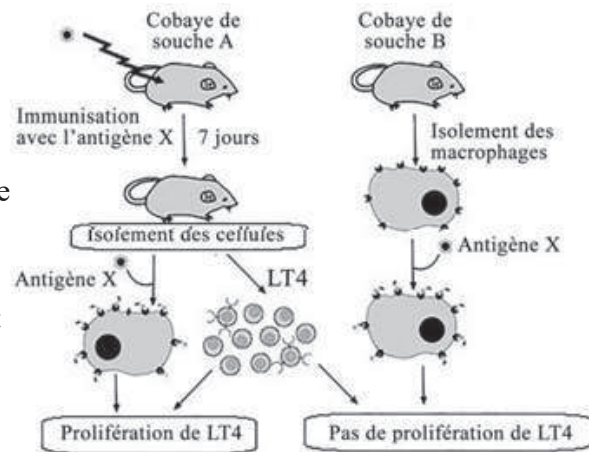 Cobaye de
souche A
Cobaye de
souche B
Immunisation
avec l'antigène X
7 jours
Isolement des
macrophages
Isolement des cellules
Antigène X
LT4
Antigène X
Prolifération de LT4
Pas de prolifération de LT4
e